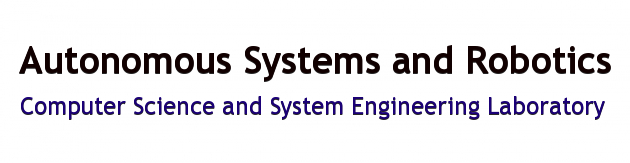 Autonomous Systems and Robotics
Computer Science and System Engineering Laboratory